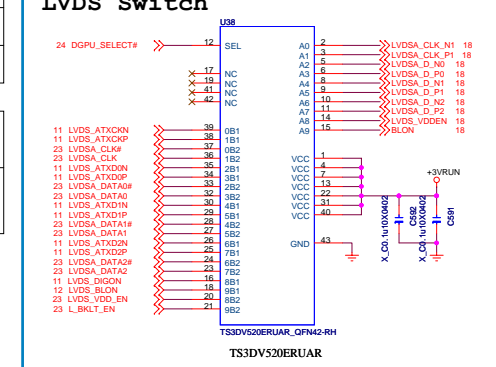 LVDS Switch
U38
24 DGPU_SELECT# 12 SEL A0 2 LVDSA_CLK_N1 18
A1 3 LVDSA_CLK_P1 18
A2 5 LVDSA_D_N0 18
17 NC A3 6 LVDSA_D_P0 18
19 NC A4 8 LVDSA_D_N1 18
41 NC A5 9 LVDSA_D_P1 18
42 NC A6 10 LVDSA_D_N2 18
A7 11 LVDSA_D_P2 18
A8 14 LVDS_VDDEN 18
A9 15 BLON 18
11 LVDS_ATXCKN 39 0B1
11 LVDS_ATXCKP 38 1B1
23 LVDSA_CLK# 37 0B2
23 LVDSA_CLK 36 1B2 VCC 1
11 LVDS_ATXD0N 35 2B1 VCC 4
11 LVDS_ATXD0P 34 3B1 VCC 7
23 LVDSA_DATA0# 33 2B2 VCC 13
23 LVDSA_DATA0 32 3B2 VCC 22
11 LVDS_ATXD1N 30 4B1 VCC 31
11 LVDS_ATXD1P 29 5B1 VCC 40
23 LVDSA_DATA1# 28 4B2
23 LVDSA_DATA1 27 5B2
11 LVDS_ATXD2N 26 6B1 GND 43
11 LVDS_ATXD2P 25 7B1
23 LVDSA_DATA2# 24 6B2
23 LVDSA_DATA2 23 7B2
11 LVDS_DIGON 16 8B1
12 LVDS_BLON 18 9B1
23 LVDS_VDD_EN 20 8B2
23 L_BKLT_EN 21 9B2
+3VRUN
X_C0.1u10X0402
C592
X_C0.1u10X0402
C591
TS3DV520ERUAR_QFN42-RH
TS3DV520ERUAR